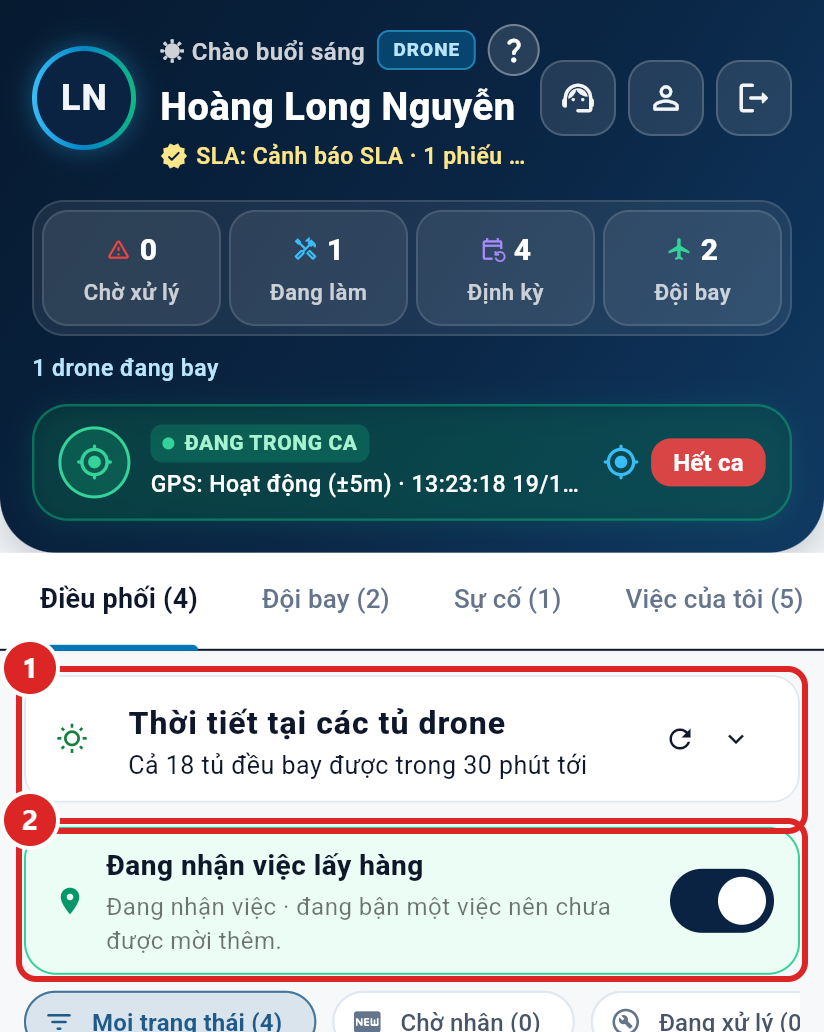 Chào buổi sáng DRONE ?
LN
Hoàng Long Nguyễn
SLA: Cảnh báo SLA · 1 phiếu ...
0 1 4 2
Chờ xử lý Đang làm Định kỳ Đội bay
1 drone đang bay
ĐANG TRONG CA
GPS: Hoạt động (±5m) · 13:23:18 19/1...
Hết ca
Điều phối (4) Đội bay (2) Sự cố (1) Việc của tôi (5)
1
Thời tiết tại các tủ drone
Cả 18 tủ đều bay được trong 30 phút tới
2
Đang nhận việc lấy hàng
Đang nhận việc · đang bận một việc nên chưa
được mời thêm.
Mọi trạng thái (4) NEW Chờ nhận (0) Đang xử lý (0